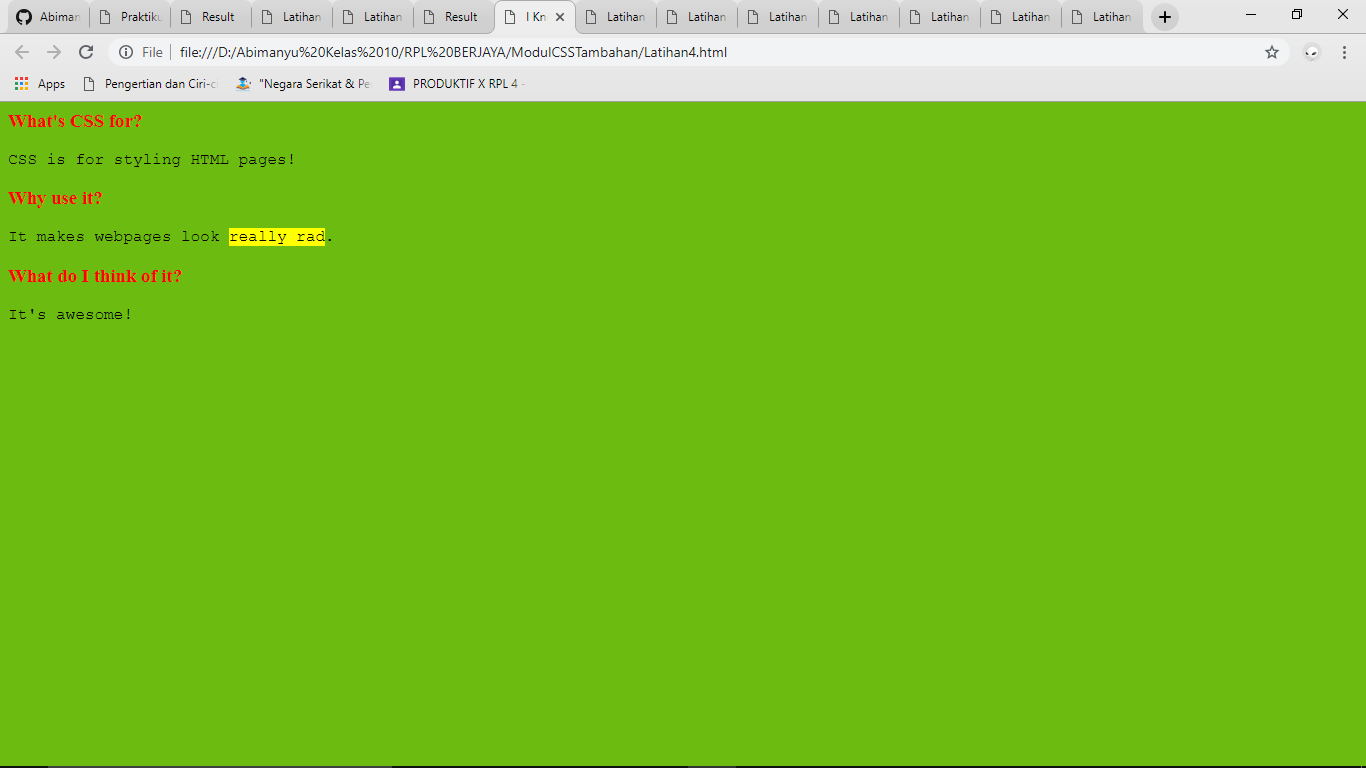 Abiman Praktiku Result Latihan Latihan Result I Kn Latihan Latihan Latihan Latihan Latihan Latihan Latihan
File file:///D:/Abimanyu%20Kelas%2010/RPL%20BERJAYA/ModulCSSTambahan/Latihan4.html
Apps Pengertian dan Ciri-c "Negara Serikat & Pe PRODUKTIF X RPL 4 -
What's CSS for?
CSS is for styling HTML pages!
Why use it?
It makes webpages look really rad.
What do I think of it?
It's awesome!